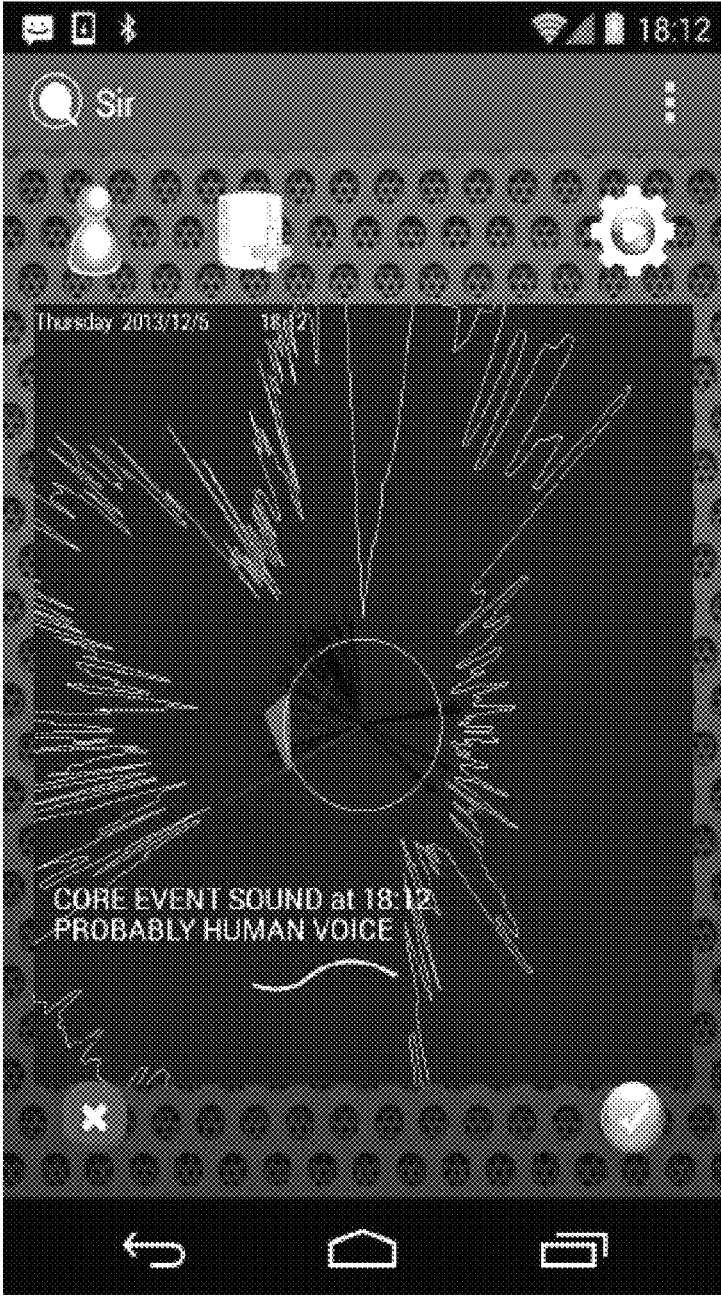 18:12
Sir
Thursday 2013/12/5 18:12
CORE EVENT SOUND at 18:12
PROBABLY HUMAN VOICE